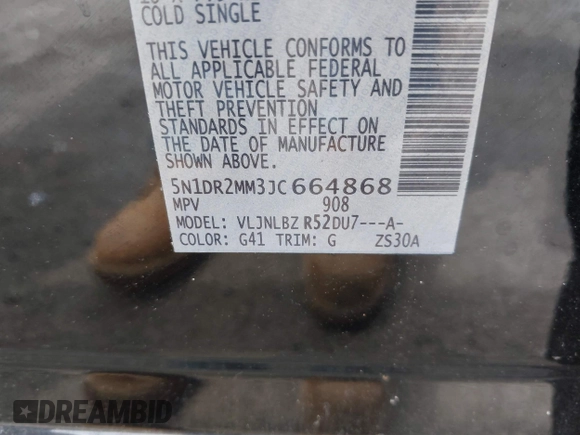 COLD SINGLE
THIS VEHICLE CONFORMS TO
ALL APPLICABLE FEDERAL
MOTOR VEHICLE SAFETY AND
THEFT PREVENTION
STANDARDS IN EFFECT ON
THE DATE OF MANUFACTURE
SHOWN ABOVE.
5N1DR2MM3JC664868
MPV 908
MODEL: VLJNLBZ R52DU7---A-
COLOR: G41 TRIM: G ZS30A
DREAMBID